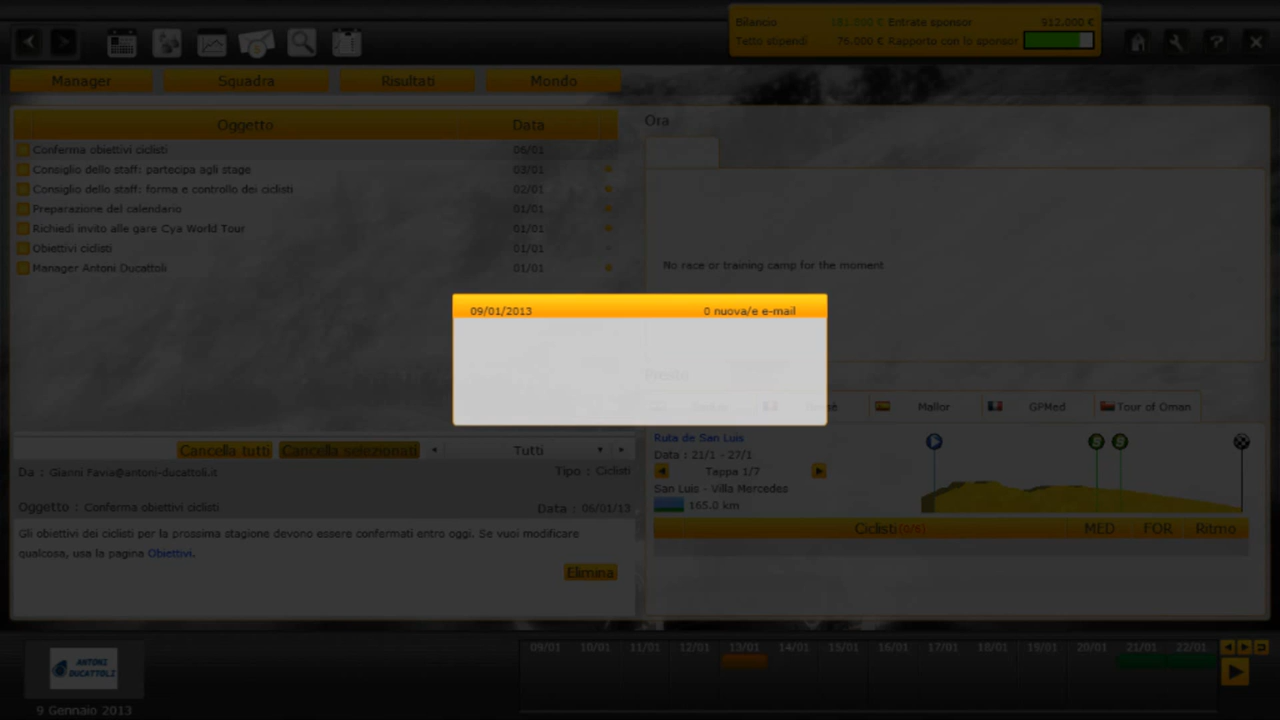 Bilancio 181.000 € Entrate sponsor 912.000 €
Tetto stipendi 76.000 € Rapporto con lo sponsor
Manager Squadra Risultati Mondo
Oggetto Data
Conferma obiettivi ciclisti 06/01
Consiglio dello staff: partecipa agli stage 03/01
Consiglio dello staff: forma e controllo dei ciclisti 02/01
Preparazione del calendario 01/01
Richiedi invito alle gare Cya World Tour 01/01
Obiettivi ciclisti 01/01
Manager Antoni Ducattoli 01/01
Ora
No race or training camp for the moment
09/01/2013 0 nuova/e e-mail
Presto
Mallor GPMed Tour of Oman
Cancella tutti Cancella selezionati Tutti
Da : Gianni Favia@antoni-ducattoli.it Tipo : Ciclisti
Oggetto : Conferma obiettivi ciclisti Data : 06/01/13
Gli obiettivi dei ciclisti per la prossima stagione devono essere confermati entro oggi. Se vuoi modificare
qualcosa, usa la pagina Obiettivi.
Elimina
Ruta de San Luis
Data : 21/1 - 27/1
Tappa 1/7
San Luis - Villa Mercedes
165.0 km
S S
Ciclisti(0/6) MED FOR Ritmo
ANTONI
DUCATTOLI
9 Gennaio 2013
09/01 10/01 11/01 12/01 13/01 14/01 15/01 16/01 17/01 18/01 19/01 20/01 21/01 22/01